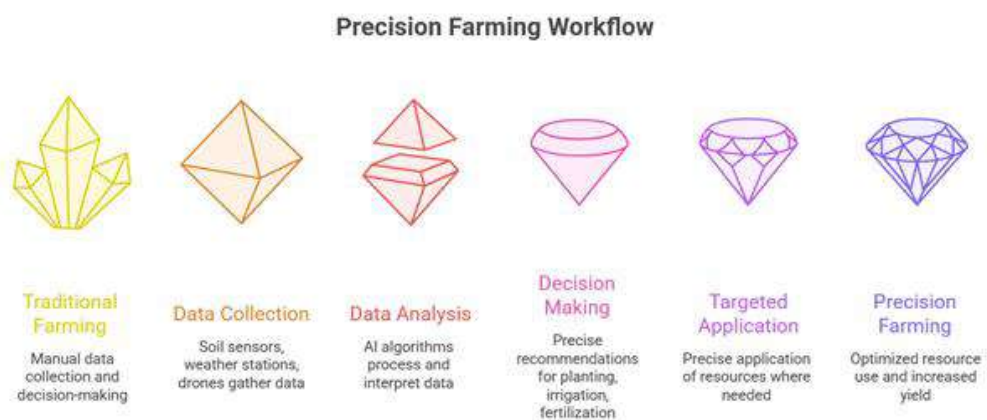 Precision Farming Workflow
Traditional
Farming
Manual data
collection and
decision-making
Data Collection
Soil sensors,
weather stations,
drones gather data
Data Analysis
AI algorithms
process and
interpret data
Decision
Making
Precise
recommendations
for planting,
irrigation,
fertilization
Targeted
Application
Precise application
of resources where
needed
Precision
Farming
Optimized resource
use and increased
yield